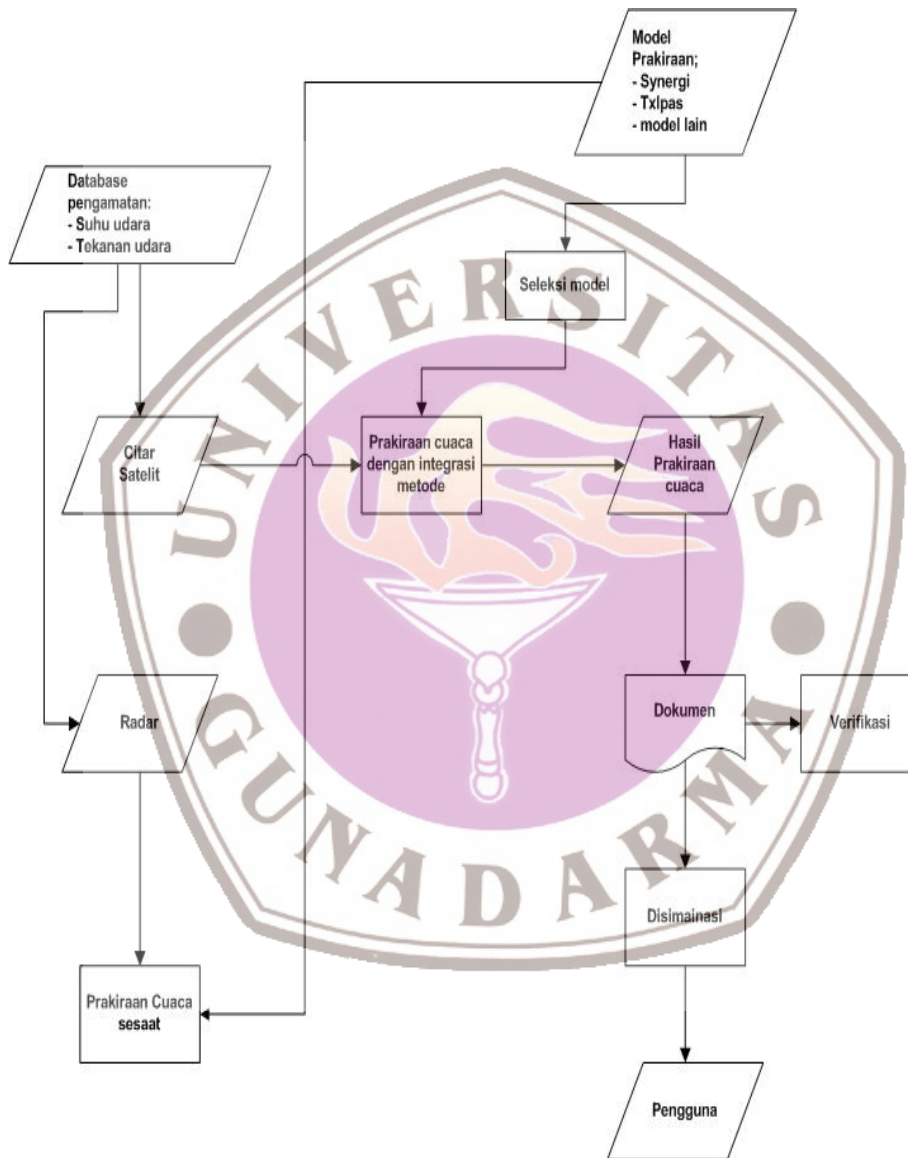 Model
Prakiraan;
- Synergi
- Txlpas
- model lain
Database
pengamatan:
- Suhu udara
- Tekanan udara
Seleksi model
Citar
Satelit
Prakiraan cuaca
dengan integrasi
metode
Hasil
Prakiraan
cuaca
Radar
Dokumen
Verifikasi
Disimainasi
Prakiraan Cuaca
sesaat
Pengguna
UNIVERSITAS
GUNADARMA